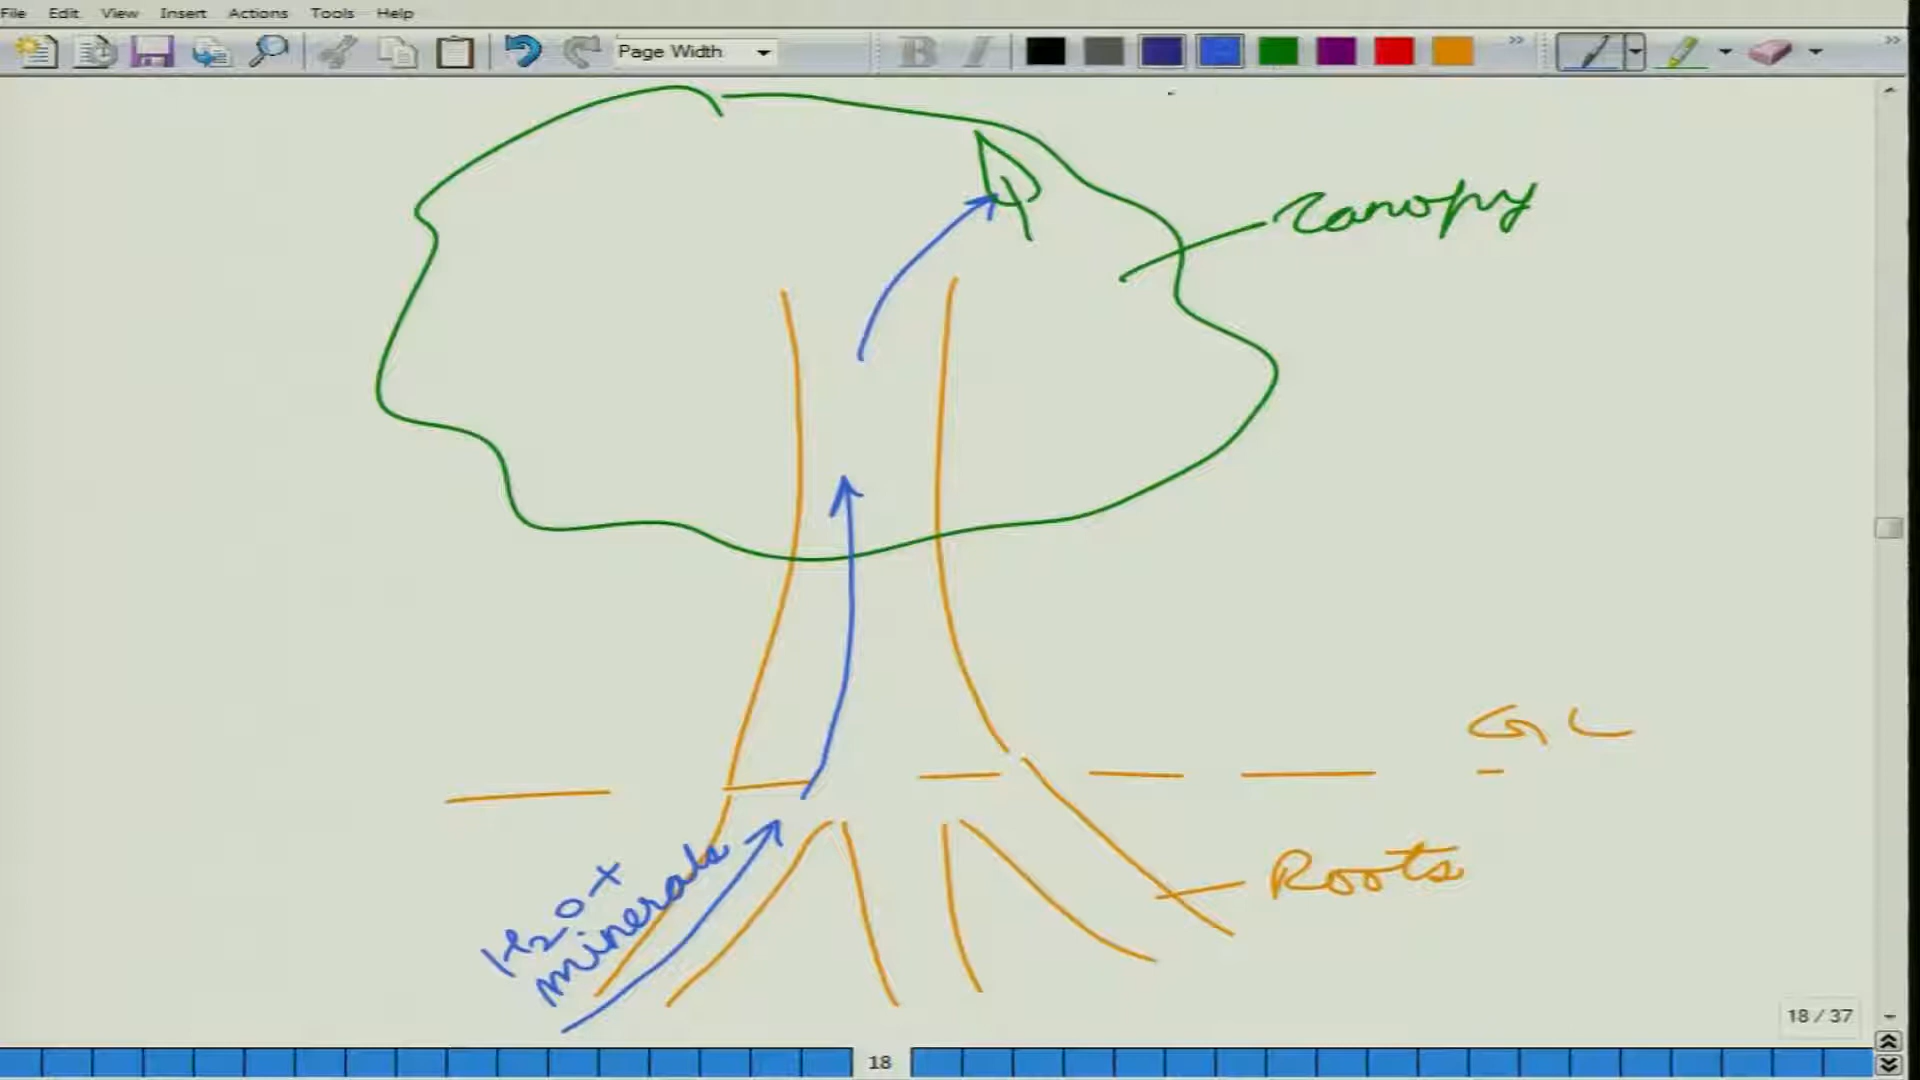 File Edit View Insert Actions Tools Help
Page Width
B I
canopy
GL
Roots
H2O +
minerals
18 / 37
18